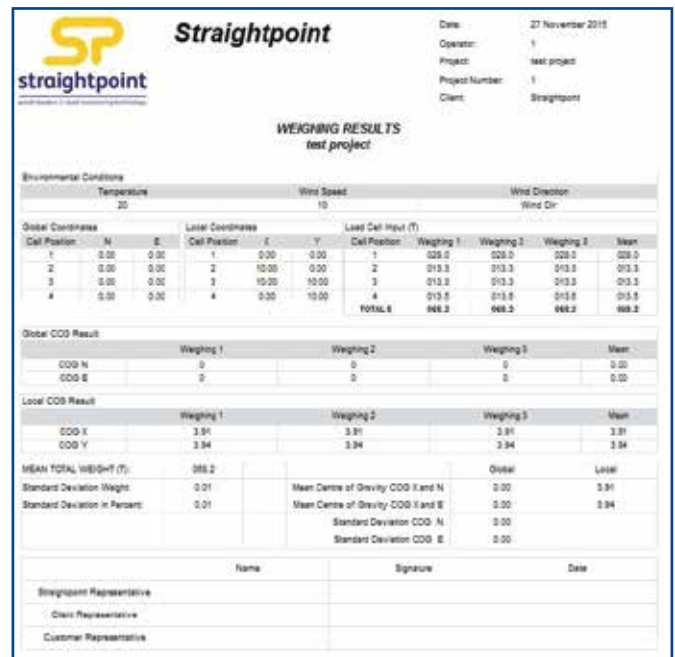 SP
straightpoint
Straightpoint
Date: 27 November 2015
Operator: 1
Project: test project
Project Number: 1
Client: Straightpoint
WEIGHING RESULTS
test project
Environmental Conditions
Temperature Wind Speed Wind Direction
20 10 Wind Dir
Global Coordinates Local Coordinates Load Cell Input (T)
Cell Position N E Cell Position X Y Cell Position Weighing 1 Weighing 2 Weighing 3 Mean
1 0.00 0.00 1 0.00 0.00 1 028.0 028.0 028.0 028.0
2 0.00 0.00 2 10.00 0.00 2 013.3 013.3 013.3 013.3
3 0.00 0.00 3 10.00 10.00 3 013.3 013.3 013.3 013.3
4 0.00 0.00 4 0.00 10.00 4 013.5 013.5 013.5 013.5
068.2 068.2 068.2 068.2
Global COG Result
Weighing 1 Weighing 2 Weighing 3 Mean
COG N 0 0 0 0.00
COG E 0 0 0 0.00
Local COG Result
Weighing 1 Weighing 2 Weighing 3 Mean
COG X 3.91 3.91 3.91 3.91
COG Y 3.94 3.94 3.94 3.94
MEAN TOTAL WEIGHT (T): 068.2 Global Local
Standard Deviation Weight: 0.01 Mean Centre of Gravity COG X and N 0.00 3.91
Standard Deviation in Percent: 0.01 Mean Centre of Gravity COG Y and E 0.00 3.94
Standard Deviation COG N 0.00
Standard Deviation COG E 0.00
Name Signature Date
Straightpoint Representative
Client Representative
Customer Representative